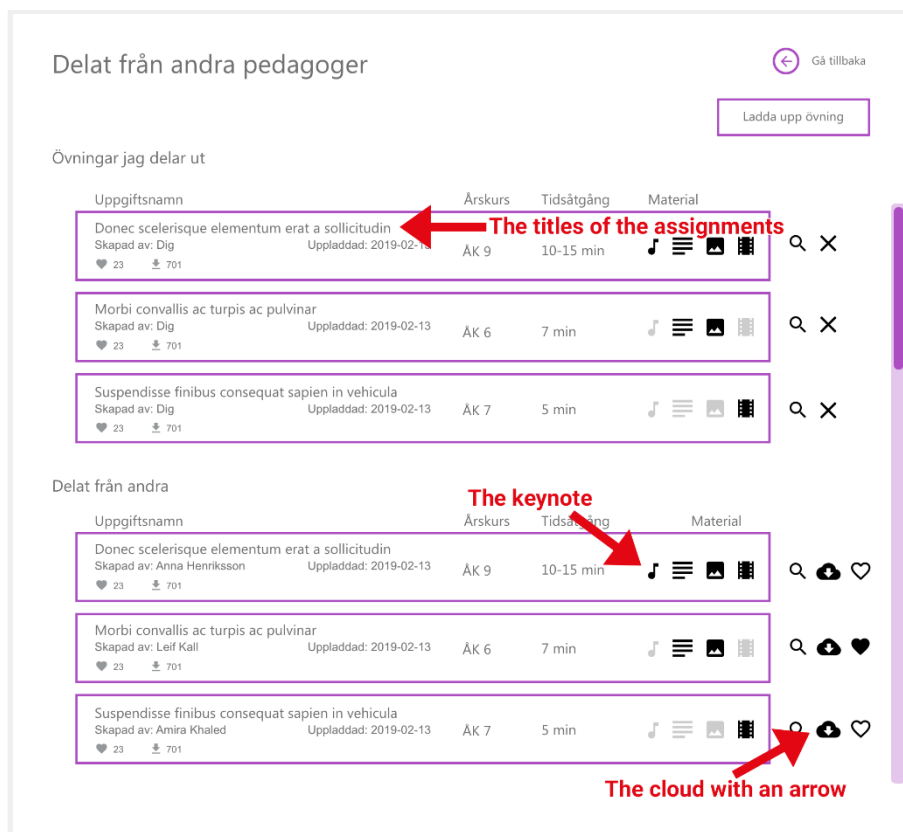 Delat från andra pedagoger
Gå tillbaka
Ladda upp övning
Övningar jag delar ut
Uppgiftsnamn Årskurs Tidsåtgång Material
Donec scelerisque elementum erat a sollicitudin
The titles of the assignments
Skapad av: Dig Uppladdad: 2019-02-13
ÅK 9 10-15 min
23 701
Morbi convallis ac turpis ac pulvinar
Skapad av: Dig Uppladdad: 2019-02-13
ÅK 6 7 min
23 701
Suspendisse finibus consequat sapien in vehicula
Skapad av: Dig Uppladdad: 2019-02-13
ÅK 7 5 min
23 701
Delat från andra
The keynote
Uppgiftsnamn Årskurs Tidsåtgång Material
Donec scelerisque elementum erat a sollicitudin
Skapad av: Anna Henriksson Uppladdad: 2019-02-13
ÅK 9 10-15 min
23 701
Morbi convallis ac turpis ac pulvinar
Skapad av: Leif Kall Uppladdad: 2019-02-13
ÅK 6 7 min
23 701
Suspendisse finibus consequat sapien in vehicula
Skapad av: Amira Khaled Uppladdad: 2019-02-13
ÅK 7 5 min
23 701
The cloud with an arrow